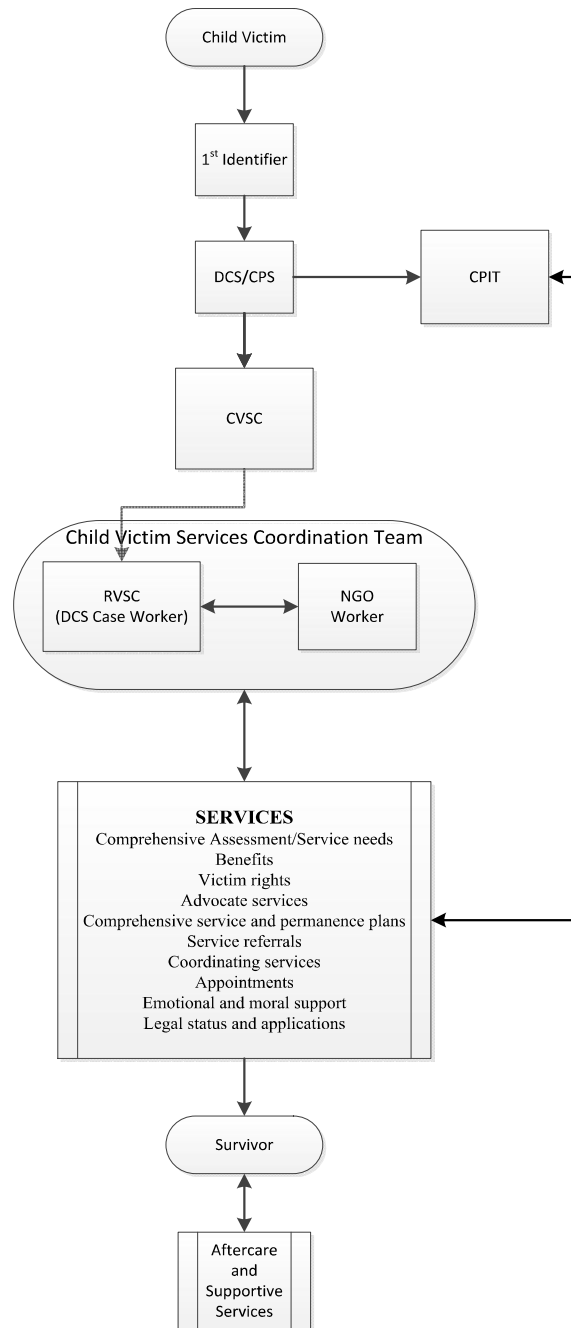 Child Victim
1st Identifier
DCS/CPS
CPIT
CVSC
Child Victim Services Coordination Team
RVSC
(DCS Case Worker)
NGO
Worker
SERVICES
Comprehensive Assessment/Service needs
Benefits
Victim rights
Advocate services
Comprehensive service and permanence plans
Service referrals
Coordinating services
Appointments
Emotional and moral support
Legal status and applications
Survivor
Aftercare
and
Supportive
Services